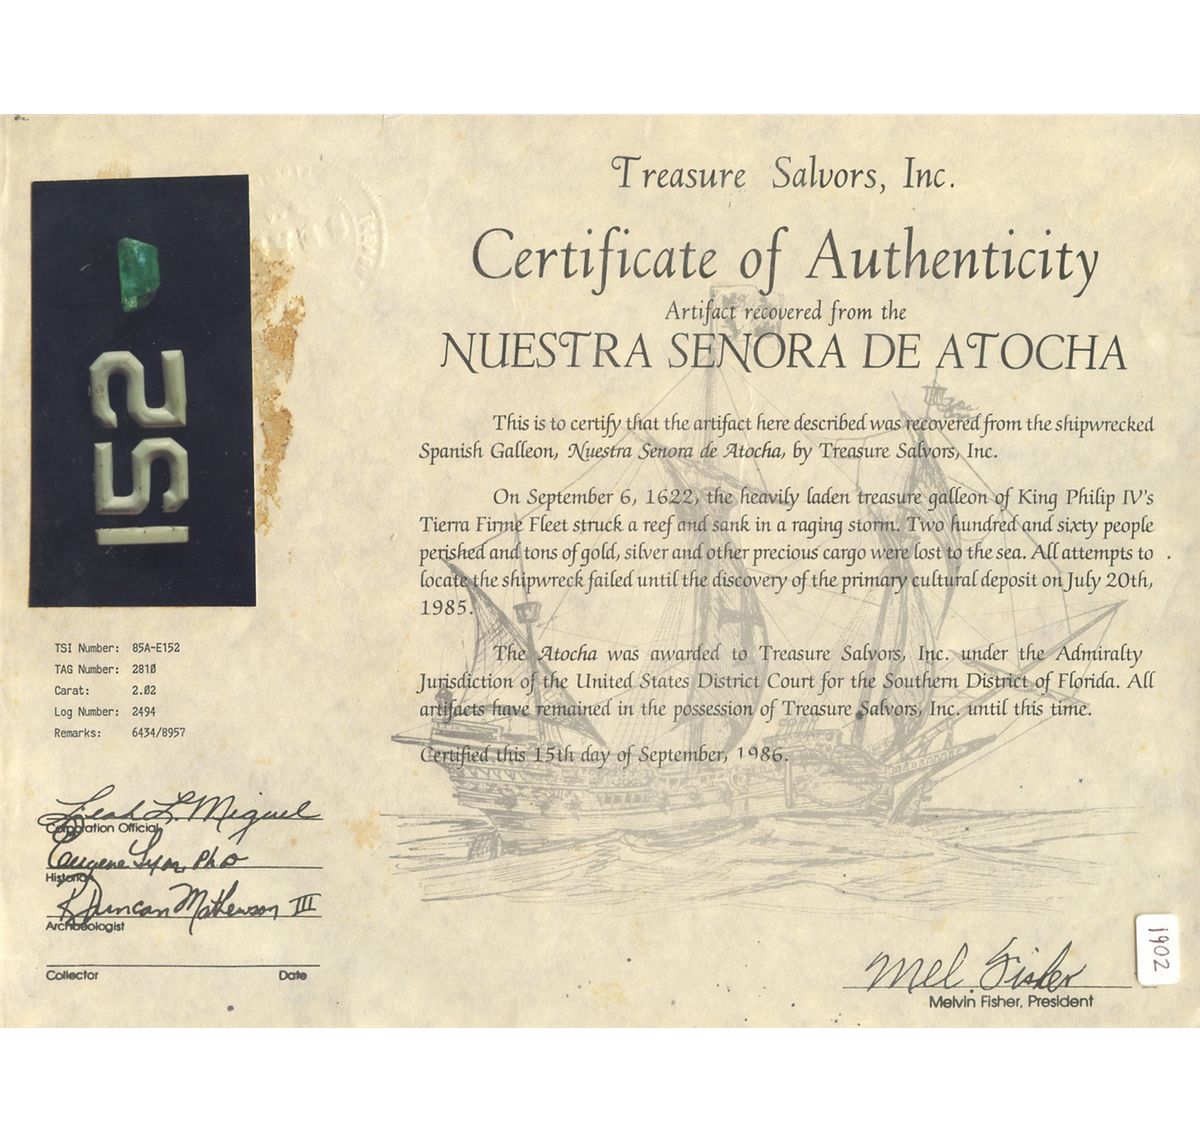 Treasure Salvors, Inc.
Certificate of Authenticity
Artifact recovered from the
NUESTRA SENORA DE ATOCHA
This is to certify that the artifact here described was recovered from the shipwrecked
Spanish Galleon, Nuestra Senora de Atocha, by Treasure Salvors, Inc.
On September 6, 1622, the heavily laden treasure galleon of King Philip IV's
Tierra Firme Fleet struck a reef and sank in a raging storm. Two hundred and sixty people
perished and tons of gold, silver and other precious cargo were lost to the sea. All attempts to
locate the shipwreck failed until the discovery of the primary cultural deposit on July 20th,
1985.
The Atocha was awarded to Treasure Salvors, Inc. under the Admiralty
Jurisdiction of the United States District Court for the Southern District of Florida. All
artifacts have remained in the possession of Treasure Salvors, Inc. until this time.
Certified this 15th day of September, 1986.
152
TSI Number: 85A-E152
TAG Number: 2810
Carat: 2.02
Log Number: 2494
Remarks: 6434/8957
Leah L. Miguel
Corporation Official
Eugene Lyon, PhD
Historian
R Duncan Mathewson III
Archaeologist
Collector Date
Mel Fisher
Melvin Fisher, President
1902